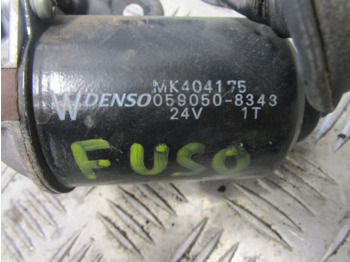 MK404175
W DENSO 059050-8343
24V 1T
FUSO